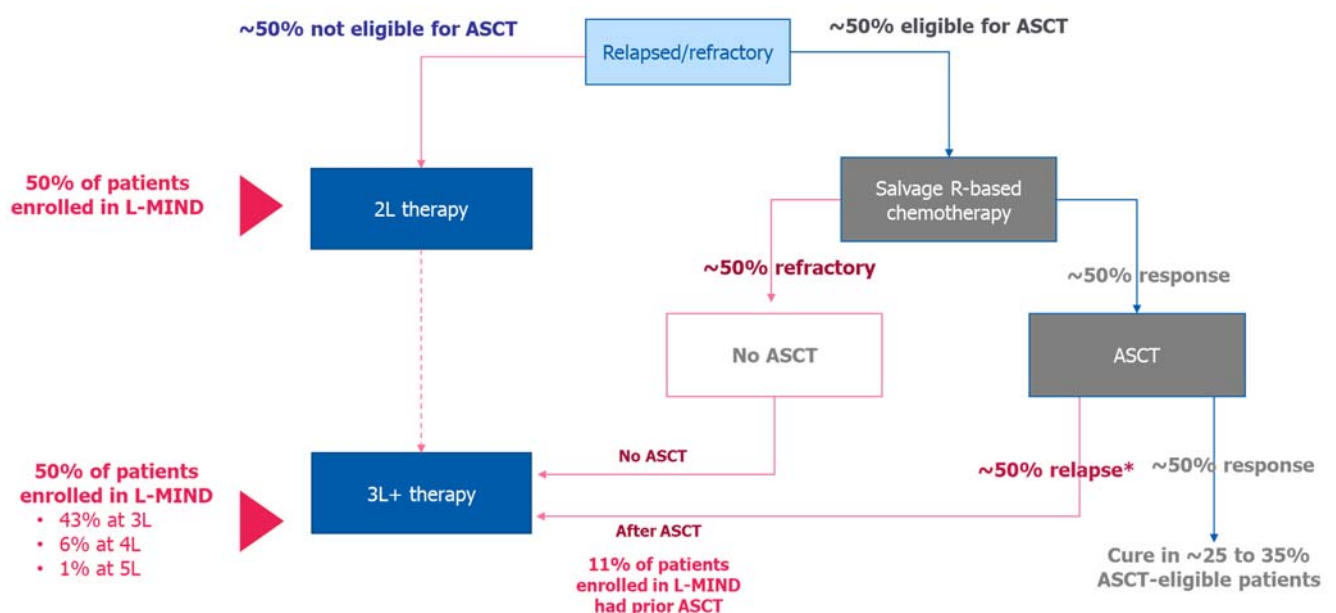 ~50% not eligible for ASCT
~50% eligible for ASCT
Relapsed/refractory
50% of patients
enrolled in L-MIND
2L therapy
Salvage R-based
chemotherapy
~50% refractory
~50% response
No ASCT
ASCT
50% of patients
enrolled in L-MIND
• 43% at 3L
• 6% at 4L
• 1% at 5L
3L+ therapy
No ASCT
~50% relapse*
~50% response
After ASCT
11% of patients
enrolled in L-MIND
had prior ASCT
Cure in ~25 to 35%
ASCT-eligible patients